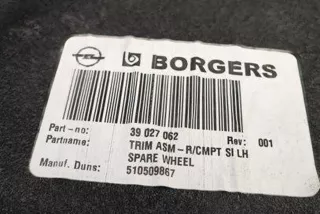 BORGERS
Part-no: 39 027 062 Rev: 001
Partname: TRIM ASM-R/CMPT SI LH
SPARE WHEEL
Manuf. Duns: 510509867